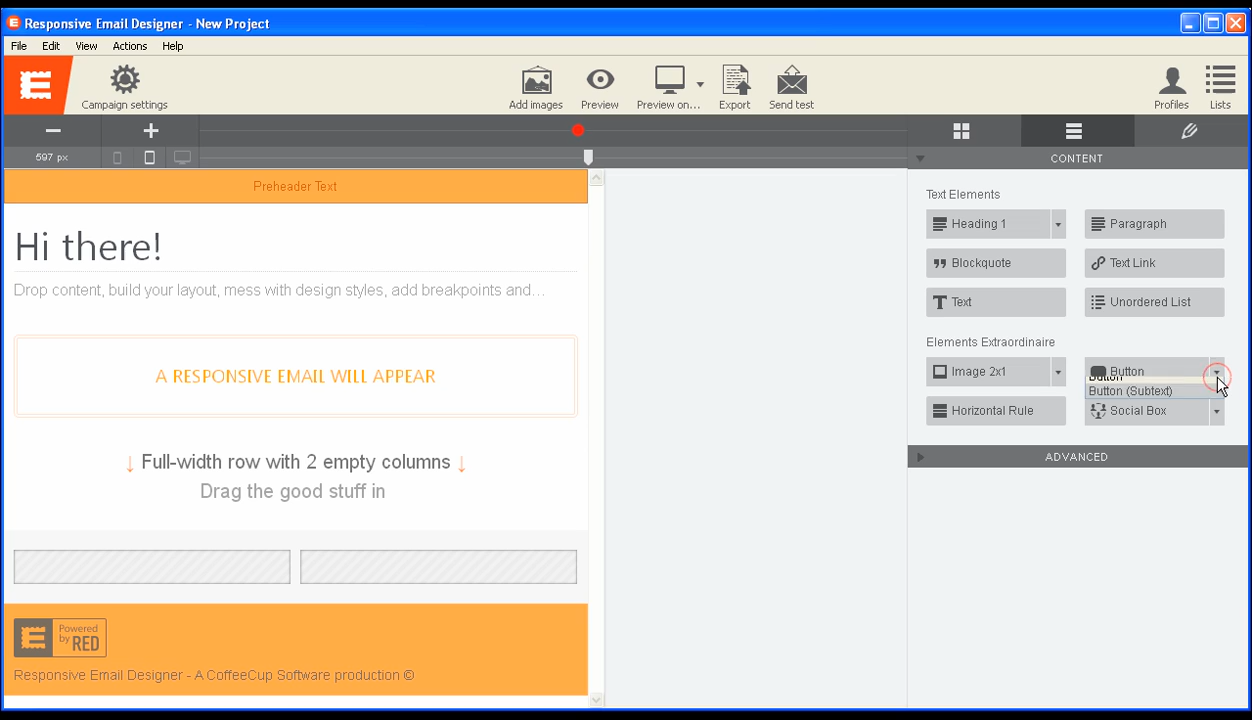 Responsive Email Designer - New Project
File Edit View Actions Help
Campaign settings
Add images
Preview
Preview on...
Export
Send test
Profiles
Lists
597 px
CONTENT
Preheader Text
Hi there!
Drop content, build your layout, mess with design styles, add breakpoints and...
A RESPONSIVE EMAIL WILL APPEAR
↓ Full-width row with 2 empty columns ↓
Drag the good stuff in
Powered
by RED
Responsive Email Designer - A CoffeeCup Software production ©
Text Elements
Heading 1
Paragraph
Blockquote
Text Link
Text
Unordered List
Elements Extraordinaire
Image 2x1
Button
Button
Button (Subtext)
Horizontal Rule
Social Box
ADVANCED